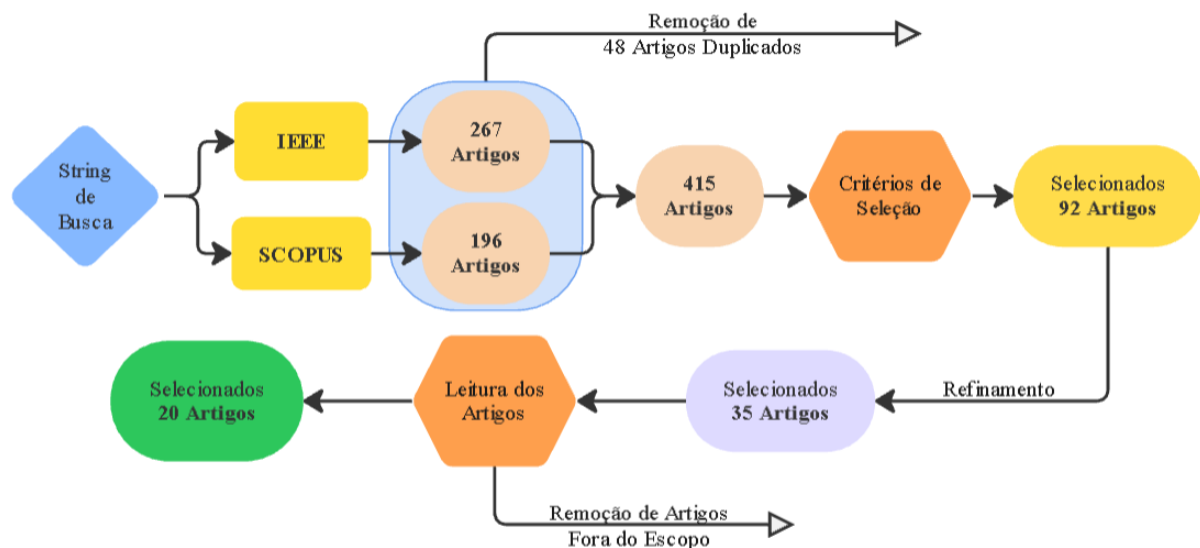 Remoção de
48 Artigos Duplicados
String
de
Busca
IEEE
SCOPUS
267
Artigos
196
Artigos
415
Artigos
Critérios de
Seleção
Selecionados
92 Artigos
Refinamento
Selecionados
35 Artigos
Leitura dos
Artigos
Selecionados
20 Artigos
Remoção de Artigos
Fora do Escopo